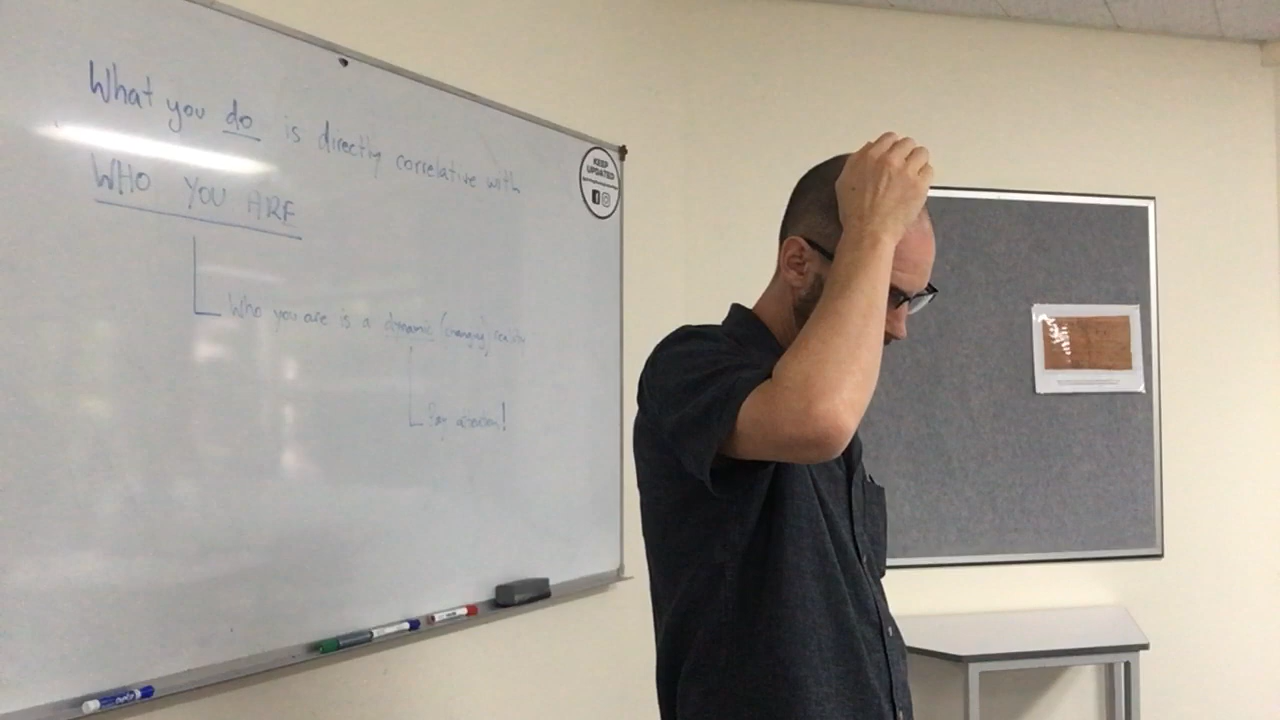 What you do is directly correlative with
WHO YOU ARE
Who you are is a dynamic (changing) reality
Pay attention!
KEEP
UPDATED